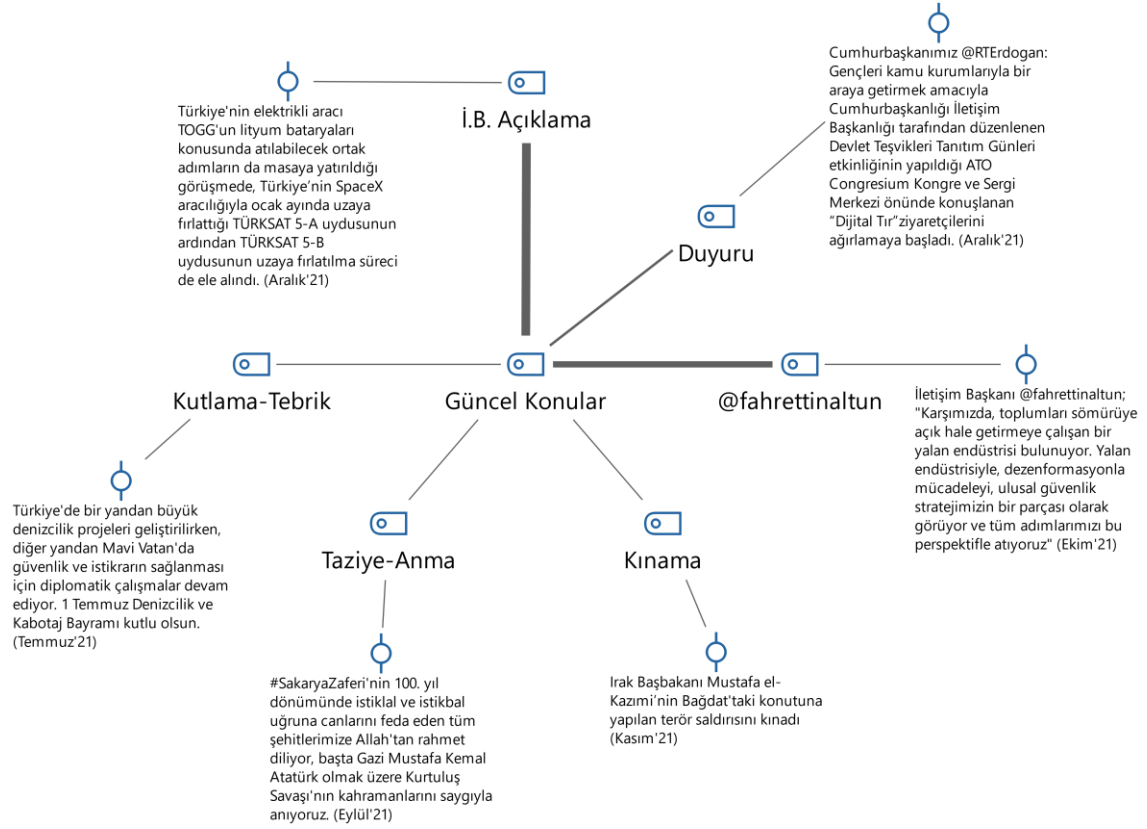 Türkiye'nin elektrikli aracı
TOGG'un lityum bataryaları
konusunda atılabilecek ortak
adımların da masaya yatırıldığı
görüşmede, Türkiye’nin SpaceX
aracılığıyla ocak ayında uzaya
fırlattığı TÜRKSAT 5-A uydusunun
ardından TÜRKSAT 5-B
uydusunun uzaya fırlatılma süreci
de ele alındı. (Aralık'21)
İ.B. Açıklama
Cumhurbaşkanımız @RTErdogan:
Gençleri kamu kurumlarıyla bir
araya getirmek amacıyla
Cumhurbaşkanlığı İletişim
Başkanlığı tarafından düzenlenen
Devlet Teşvikleri Tanıtım Günleri
etkinliğinin yapıldığı ATO
Congresium Kongre ve Sergi
Merkezi önünde konuşlanan
“Dijital Tır”ziyaretçilerini
ağırlamaya başladı. (Aralık'21)
Duyuru
Kutlama-Tebrik
Güncel Konular
@fahrettinaltun
İletişim Başkanı @fahrettinaltun;
"Karşımızda, toplumları sömürüye
açık hale getirmeye çalışan bir
yalan endüstrisi bulunuyor. Yalan
endüstrisiyle, dezenformasyonla
mücadeleyi, ulusal güvenlik
stratejimizin bir parçası olarak
görüyor ve tüm adımlarımızı bu
perspektifle atıyoruz" (Ekim'21)
Türkiye'de bir yandan büyük
denizcilik projeleri geliştirilirken,
diğer yandan Mavi Vatan'da
güvenlik ve istikrarın sağlanması
için diplomatik çalışmalar devam
ediyor. 1 Temmuz Denizcilik ve
Kabotaj Bayramı kutlu olsun.
(Temmuz'21)
Taziye-Anma
Kınama
#SakaryaZaferi'nin 100. yıl
dönümünde istiklal ve istikbal
uğruna canlarını feda eden tüm
şehitlerimize Allah'tan rahmet
diliyor, başta Gazi Mustafa Kemal
Atatürk olmak üzere Kurtuluş
Savaşı'nın kahramanlarını saygıyla
anıyoruz. (Eylül'21)
Irak Başbakanı Mustafa el-
Kazımi’nin Bağdat'taki konutuna
yapılan terör saldırısını kınadı
(Kasım'21)